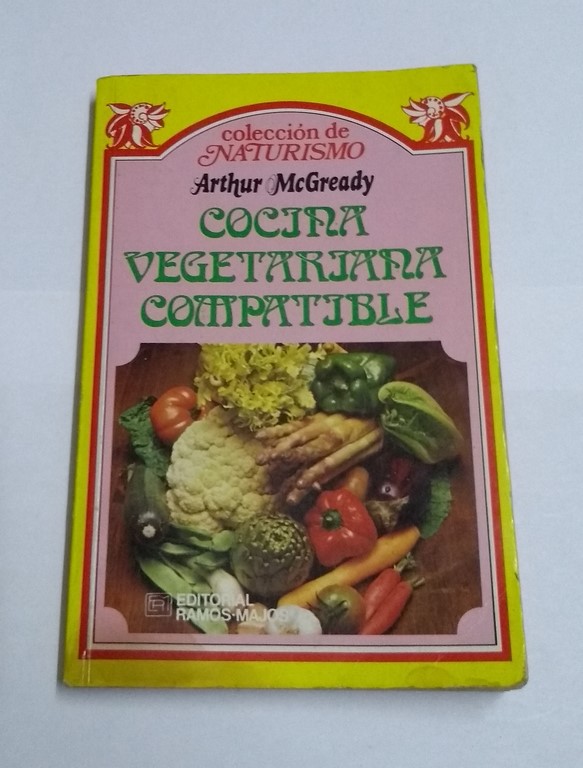 colección de
NATURISMO
Arthur McGready
COCINA
VEGETARIANA
COMPATIBLE
EDITORIAL
RAMOS-MAJOS